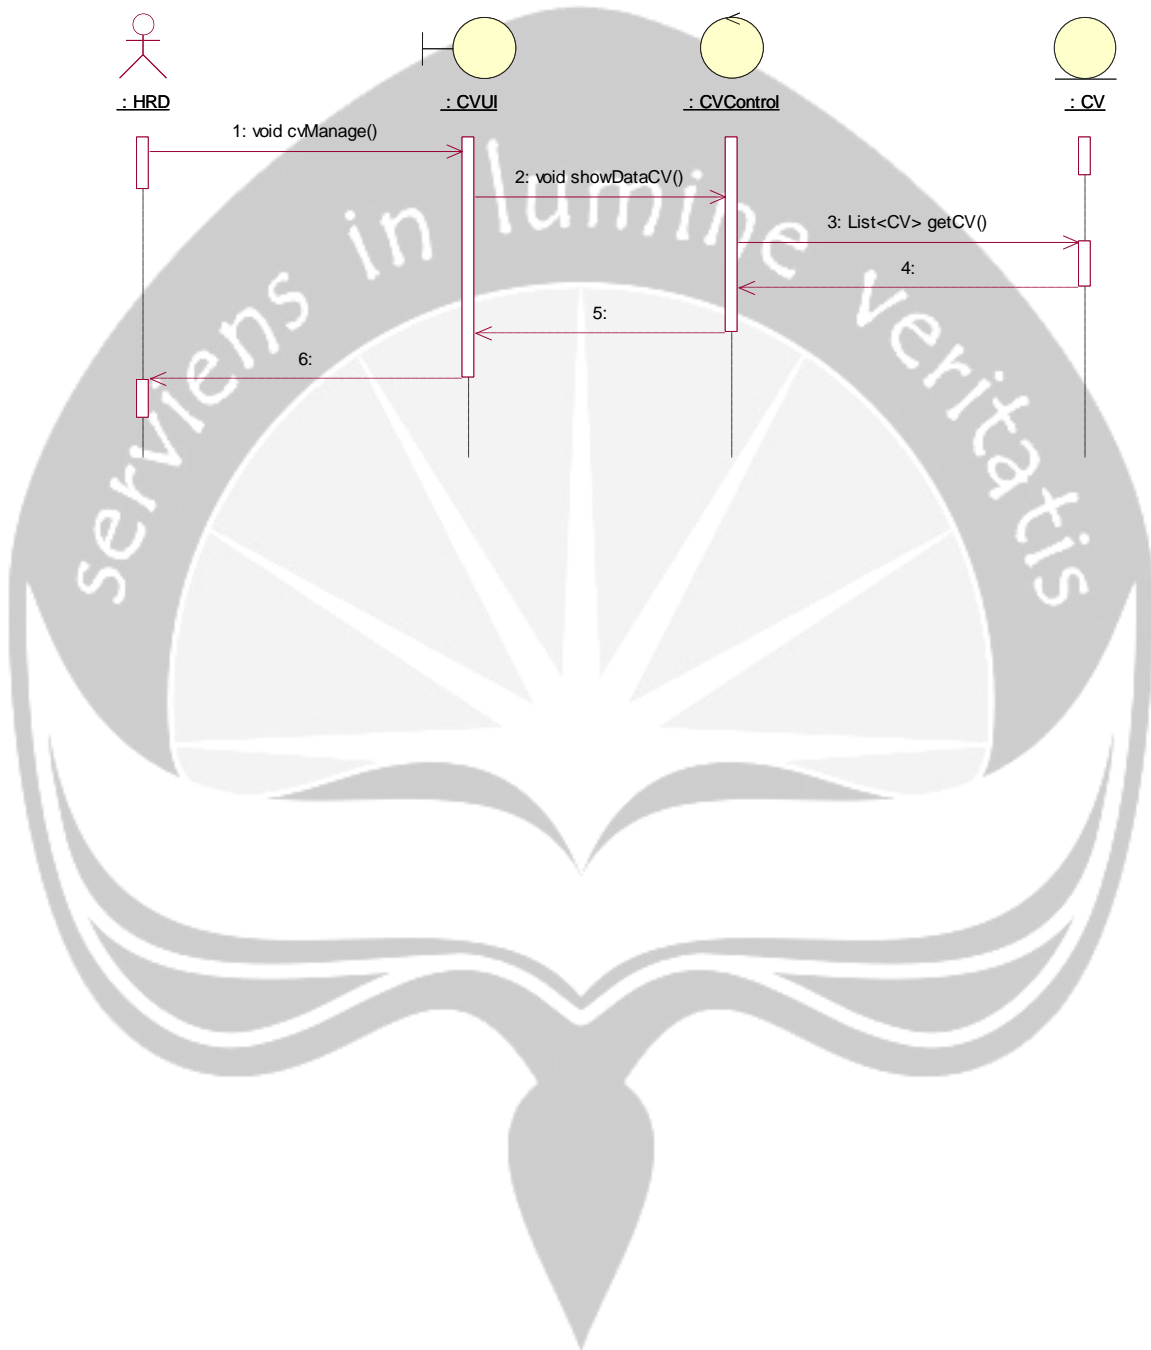 : HRD
: CVUI
: CVControl
: CV
1: void cvManage()
2: void showDataCV()
3: List<CV> getCV()
4:
5:
6:
serviens in lumine veritatis